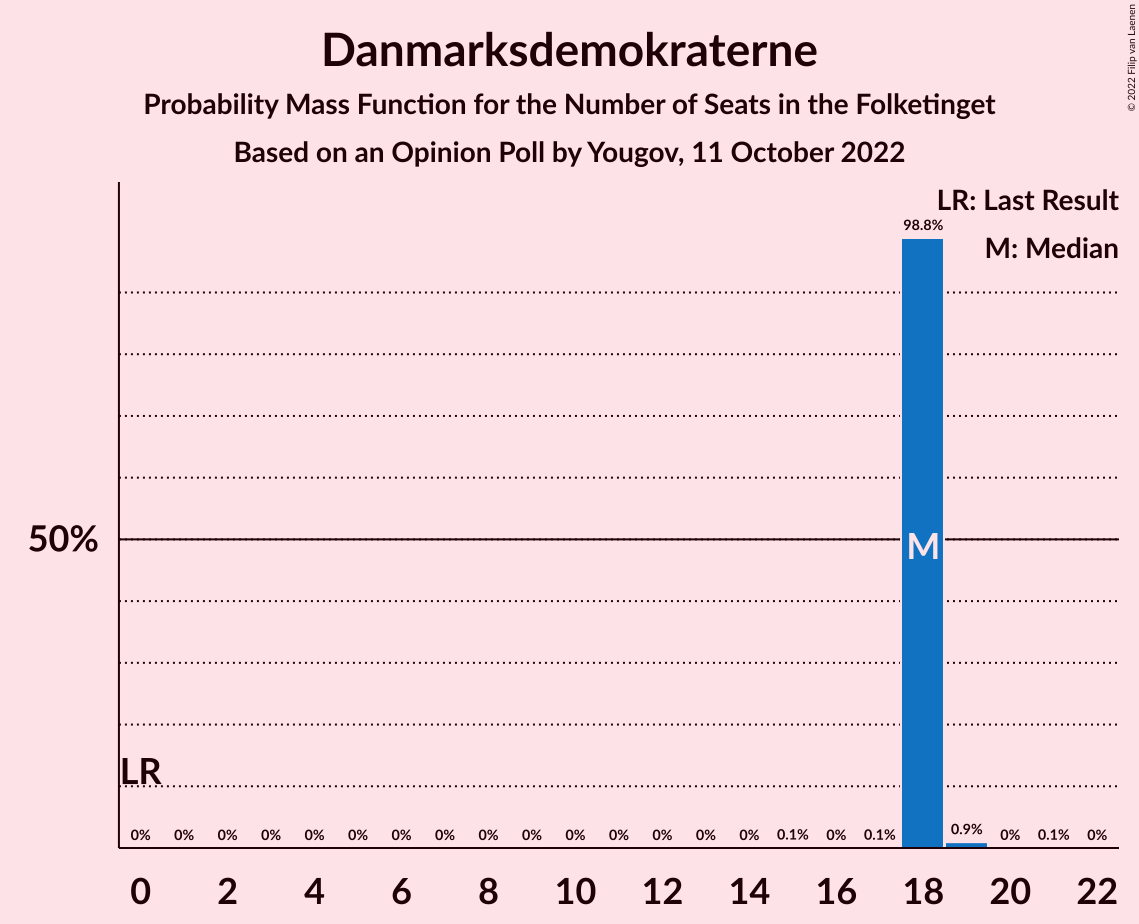 Danmarksdemokraterne
Probability Mass Function for the Number of Seats in the Folketinget
Based on an Opinion Poll by Yougov, 11 October 2022
© 2022 Filip van Laenen
LR: Last Result
98.8%
M: Median
50%
M
LR
0% 0% 0% 0% 0% 0% 0% 0% 0% 0% 0% 0% 0% 0% 0% 0.1% 0% 0.1% 0.9% 0% 0.1% 0%
0 2 4 6 8 10 12 14 16 18 20 22